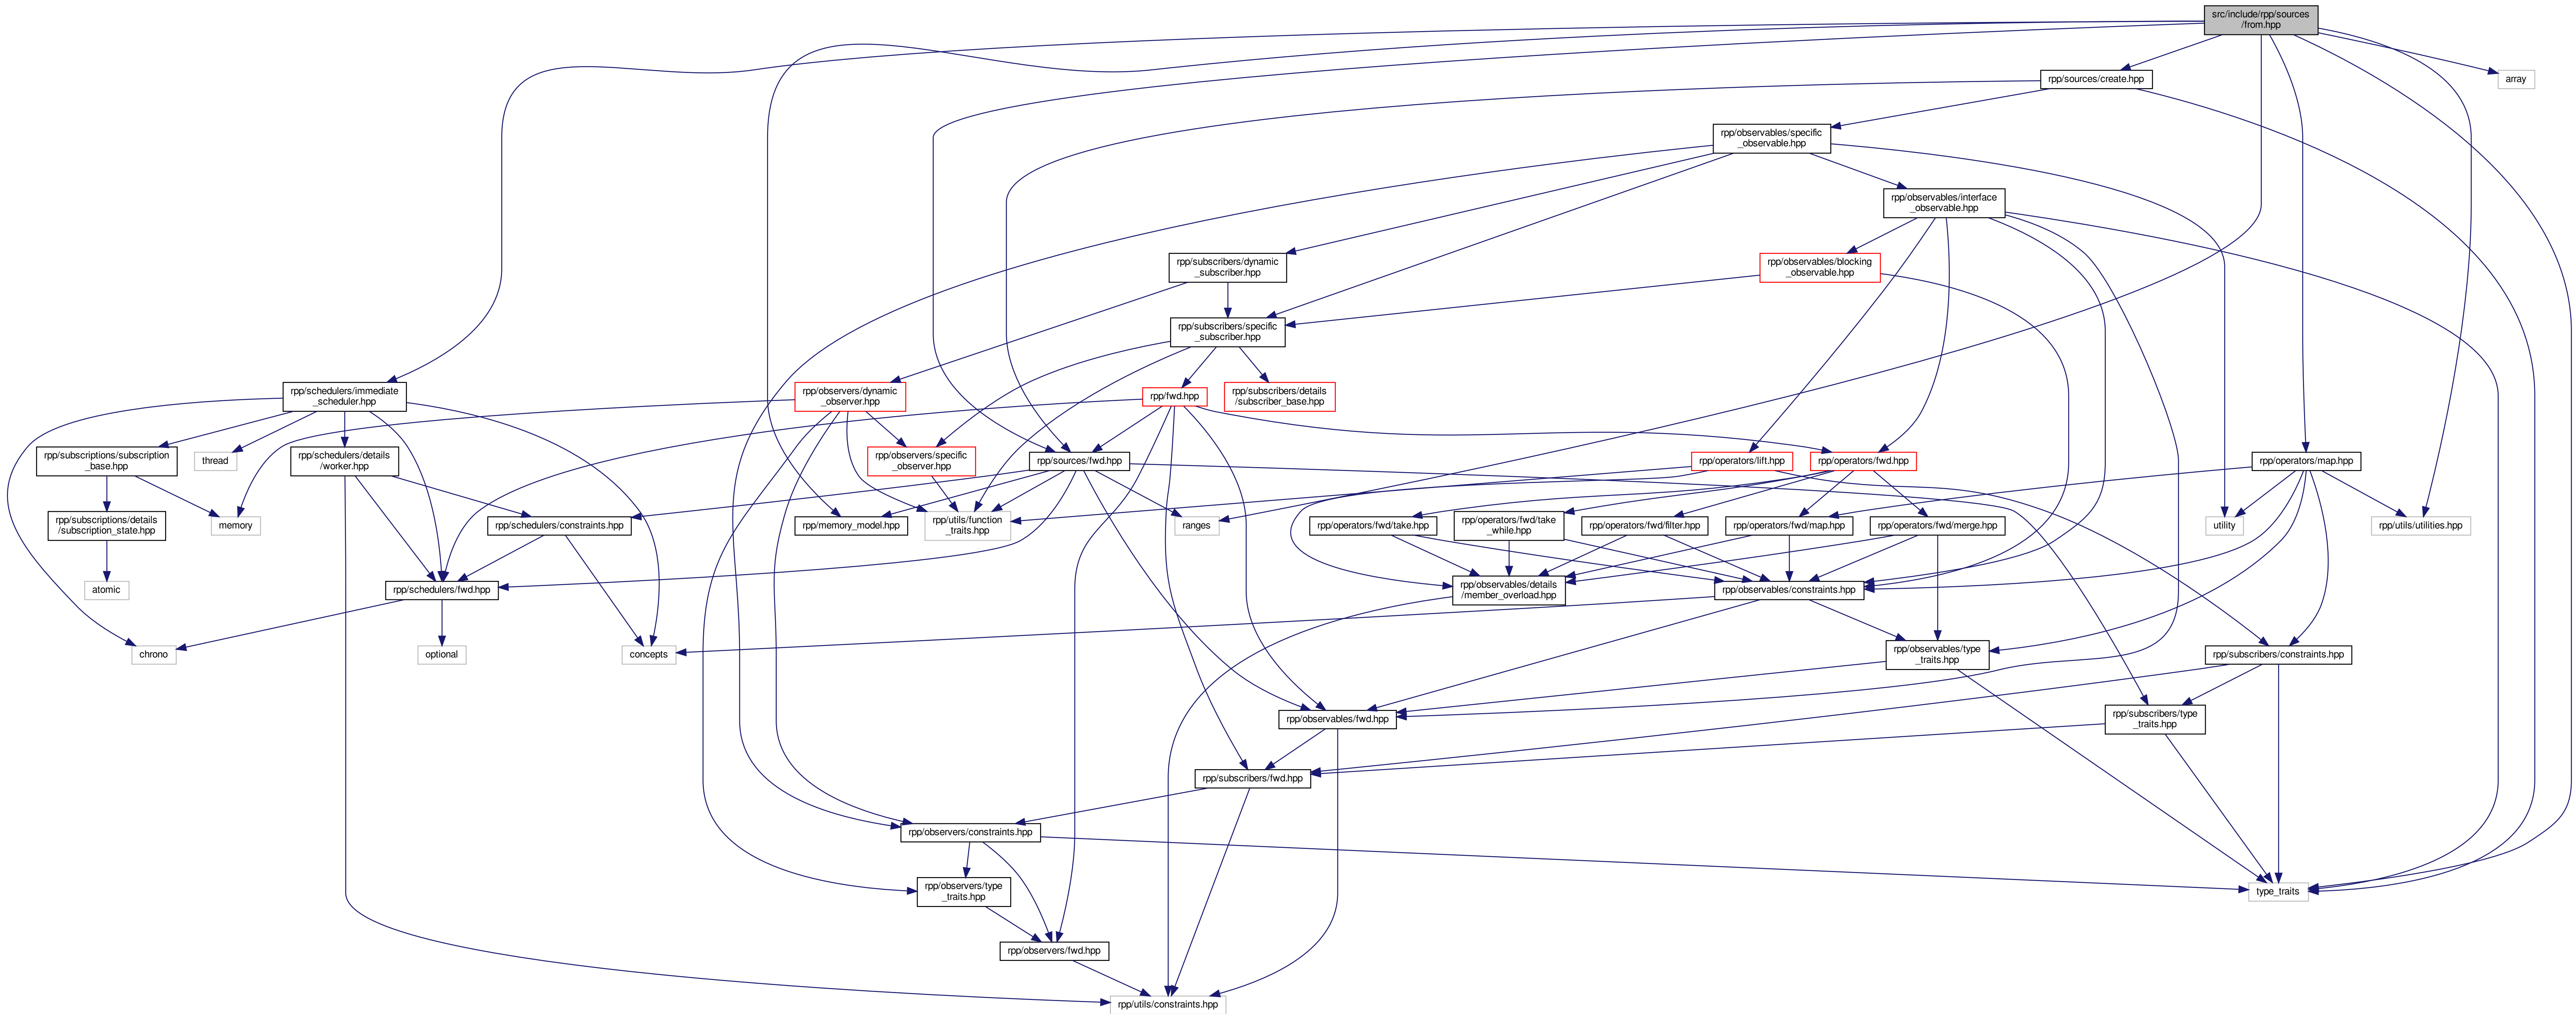 src/include/rpp/sources
/from.hpp
rpp/sources/create.hpp
array
rpp/observables/specific
_observable.hpp
rpp/observables/interface
_observable.hpp
rpp/subscribers/dynamic
_subscriber.hpp
rpp/observables/blocking
_observable.hpp
rpp/subscribers/specific
_subscriber.hpp
rpp/schedulers/immediate
_scheduler.hpp
rpp/observers/dynamic
_observer.hpp
rpp/fwd.hpp
rpp/subscribers/details
/subscriber_base.hpp
rpp/subscriptions/subscription
_base.hpp
thread
rpp/schedulers/details
/worker.hpp
rpp/observers/specific
_observer.hpp
rpp/sources/fwd.hpp
rpp/operators/lift.hpp
rpp/operators/fwd.hpp
rpp/operators/map.hpp
rpp/subscriptions/details
/subscription_state.hpp
memory
rpp/schedulers/constraints.hpp
rpp/memory_model.hpp
rpp/utils/function
_traits.hpp
ranges
rpp/operators/fwd/take.hpp
rpp/operators/fwd/take
_while.hpp
rpp/operators/fwd/filter.hpp
rpp/operators/fwd/map.hpp
rpp/operators/fwd/merge.hpp
utility
rpp/utils/utilities.hpp
atomic
rpp/schedulers/fwd.hpp
rpp/observables/details
/member_overload.hpp
rpp/observables/constraints.hpp
chrono
optional
concepts
rpp/observables/type
_traits.hpp
rpp/subscribers/constraints.hpp
rpp/observables/fwd.hpp
rpp/subscribers/type
_traits.hpp
rpp/subscribers/fwd.hpp
rpp/observers/constraints.hpp
rpp/observers/type
_traits.hpp
type_traits
rpp/observers/fwd.hpp
rpp/utils/constraints.hpp